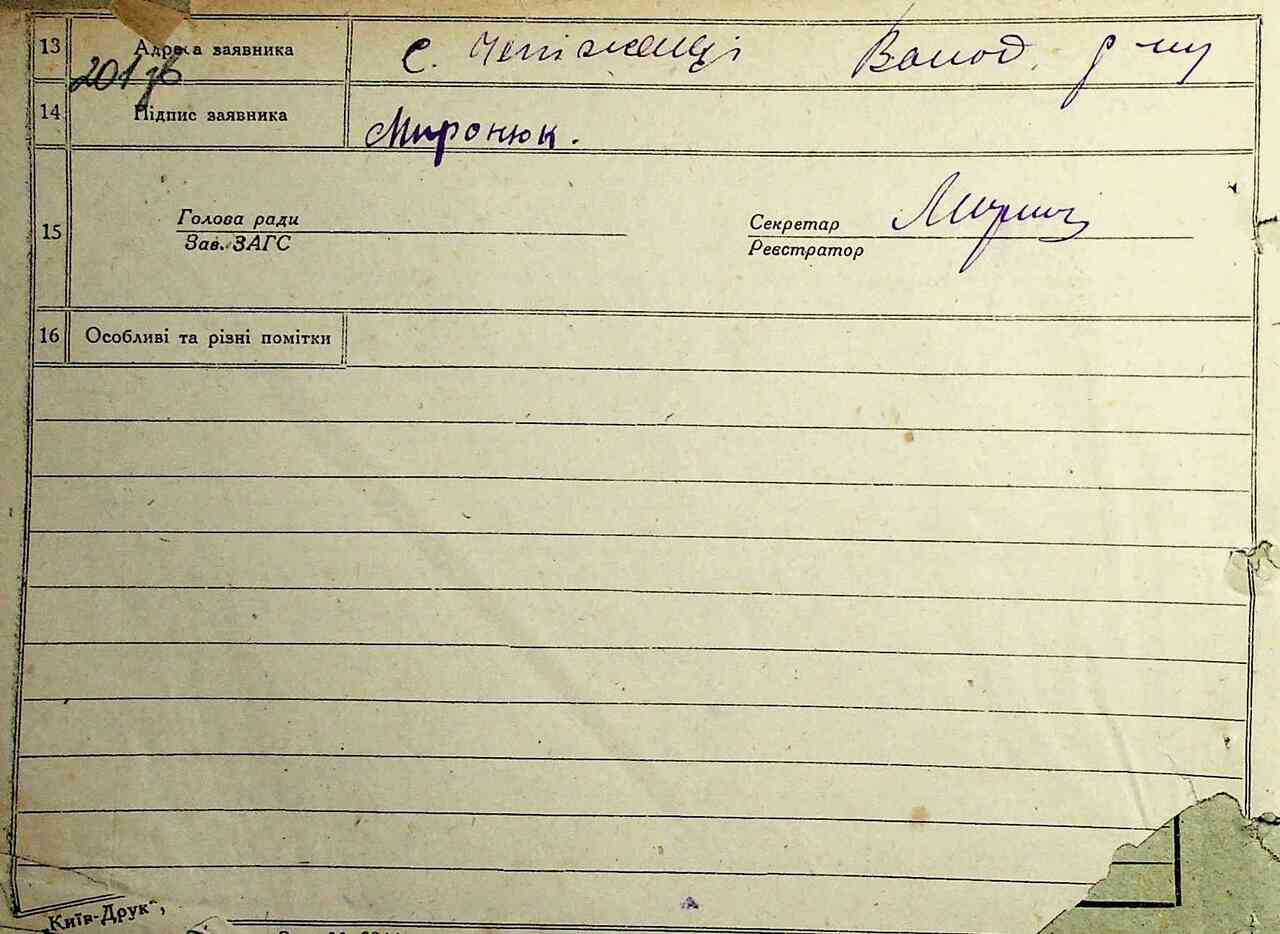 13 Адреса заявника с. Чепіжинці Волод. р-ну
201 зв
14 Підпис заявника Миронюк.
15 Голова ради Секретар
Зав. ЗАГС Реєстратор
16 Особливі та різні помітки
„Київ-Друк",